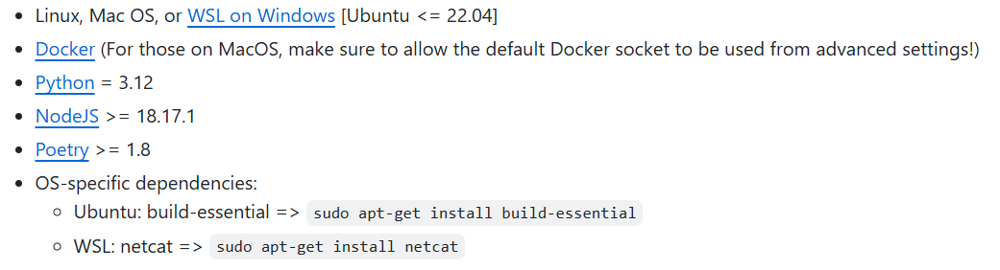 Linux, Mac OS, or WSL on Windows [Ubuntu <= 22.04]
Docker (For those on MacOS, make sure to allow the default Docker socket to be used from advanced settings!)
Python = 3.12
NodeJS >= 18.17.1
Poetry >= 1.8
OS-specific dependencies:
Ubuntu: build-essential => sudo apt-get install build-essential
WSL: netcat => sudo apt-get install netcat